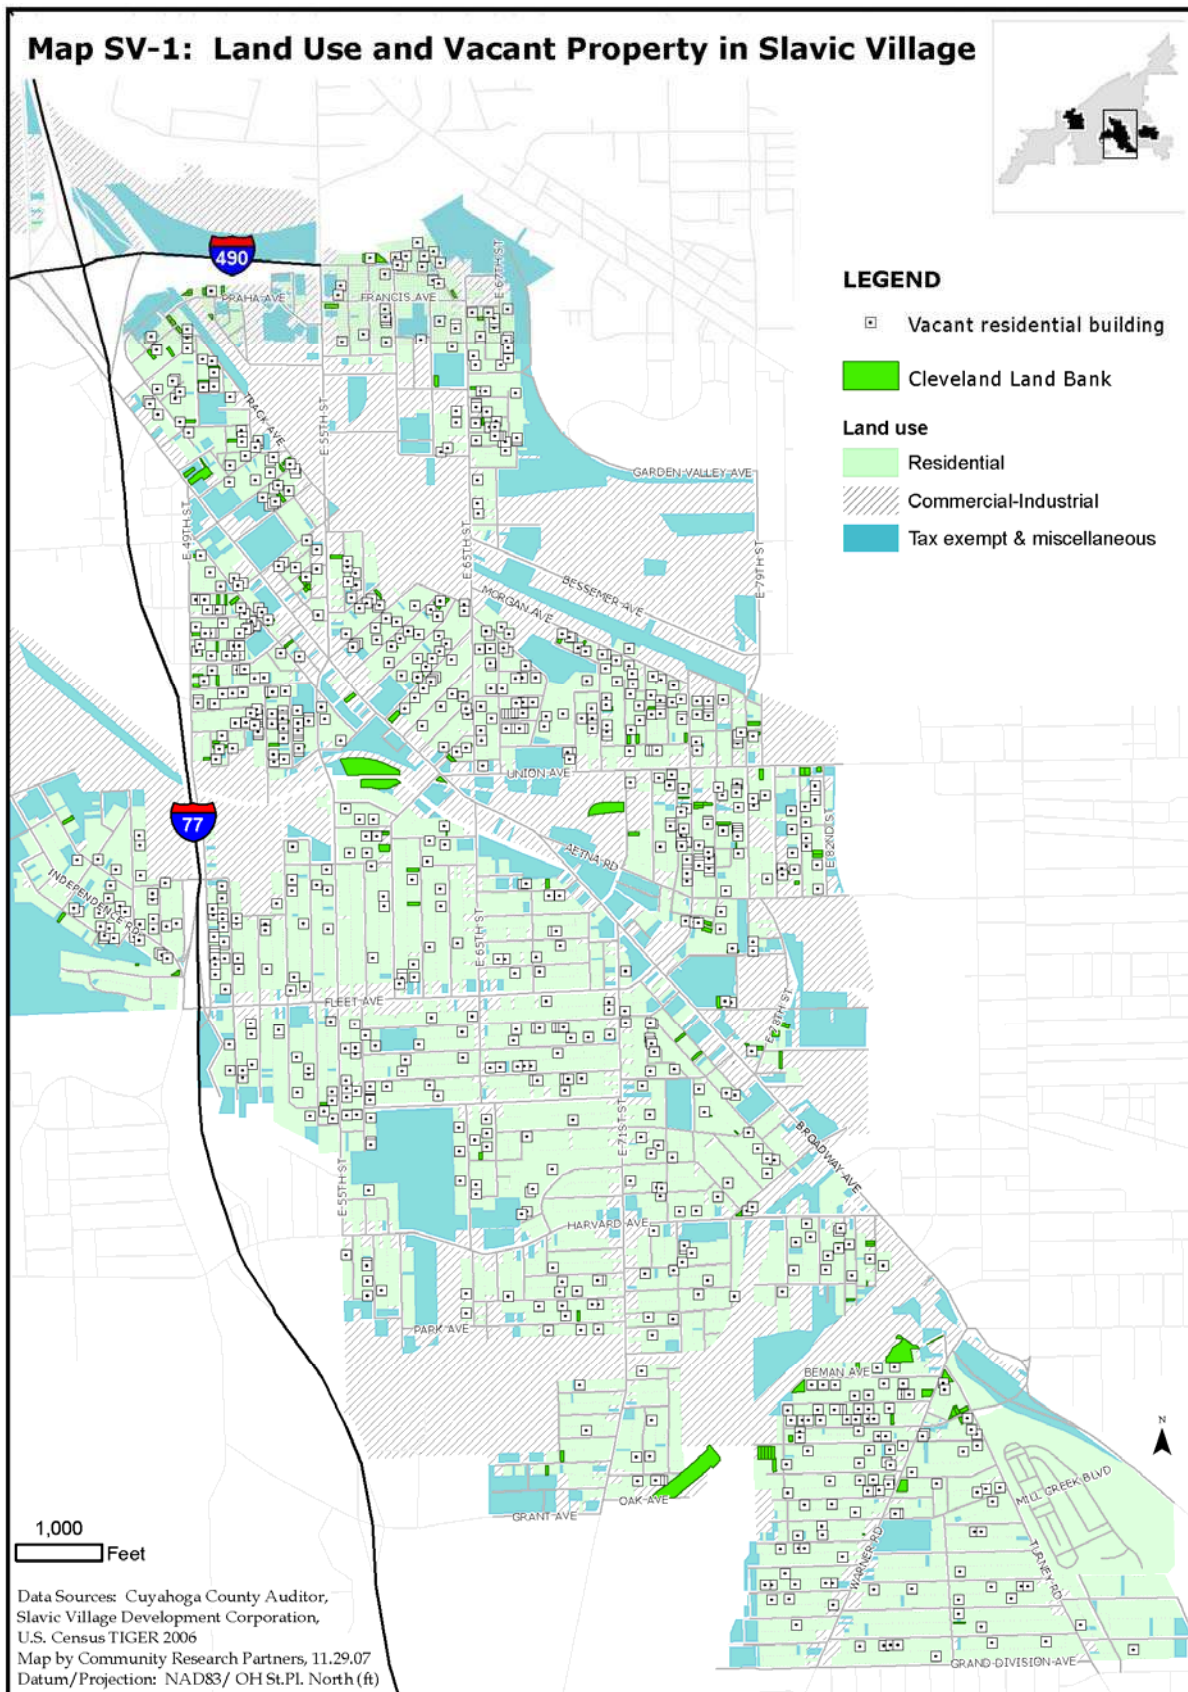 Map SV-1: Land Use and Vacant Property in Slavic Village
490
PRAHA AVE
FRANCIS AVE
E 67TH ST
LEGEND
Vacant residential building
Cleveland Land Bank
Land use
Residential
Commercial-Industrial
Tax exempt & miscellaneous
TRACK AVE
E 55TH ST
GARDEN VALLEY AVE
E 49TH ST
E 65TH ST
BESSEMER AVE
E 79TH ST
MORGAN AVE
UNION AVE
77
E 82ND ST
AETNA RD
INDEPENDENCE RD
E 65TH ST
FLEET AVE
E 78TH ST
E 71ST ST
BROADWAY AVE
E 55TH ST
HARVARD AVE
PARK AVE
BEMAN AVE
N
MILL CREEK BLVD
OAK AVE
GRANT AVE
WARNER RD
TURNEY RD
GRAND DIVISION AVE
1,000
Feet
Data Sources: Cuyahoga County Auditor,
Slavic Village Development Corporation,
U.S. Census TIGER 2006
Map by Community Research Partners, 11.29.07
Datum/Projection: NAD83/ OH St.Pl. North (ft)